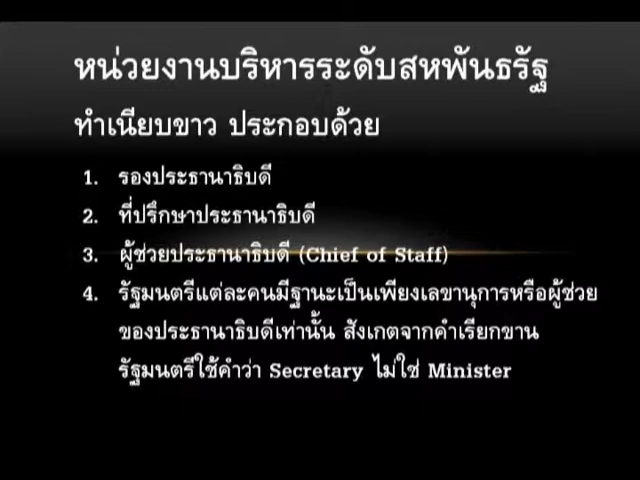 หน่วยงานบริหารระดับสหพันธรัฐ
ทำเนียบขาว ประกอบด้วย
1. รองประธานาธิบดี
2. ที่ปรึกษาประธานาธิบดี
3. ผู้ช่วยประธานาธิบดี (Chief of Staff)
4. รัฐมนตรีแต่ละคนมีฐานะเป็นเพียงเลขานุการหรือผู้ช่วย
ของประธานาธิบดีเท่านั้น สังเกตจากคำเรียกขาน
รัฐมนตรีใช้คำว่า Secretary ไม่ใช่ Minister